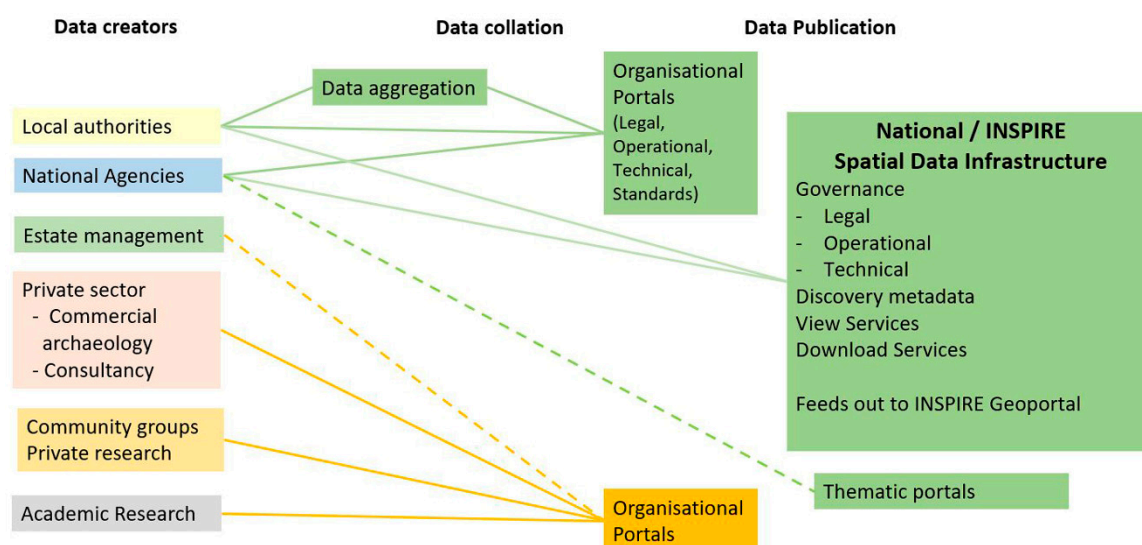 Data creators
Data collation
Data Publication
Local authorities
National Agencies
Estate management
Private sector
- Commercial
archaeology
- Consultancy
Community groups
Private research
Academic Research
Data aggregation
Organisational
Portals
(Legal,
Operational,
Technical,
Standards)
Organisational
Portals
National / INSPIRE
Spatial Data Infrastructure
Governance
- Legal
- Operational
- Technical
Discovery metadata
View Services
Download Services
Feeds out to INSPIRE Geoportal
Thematic portals